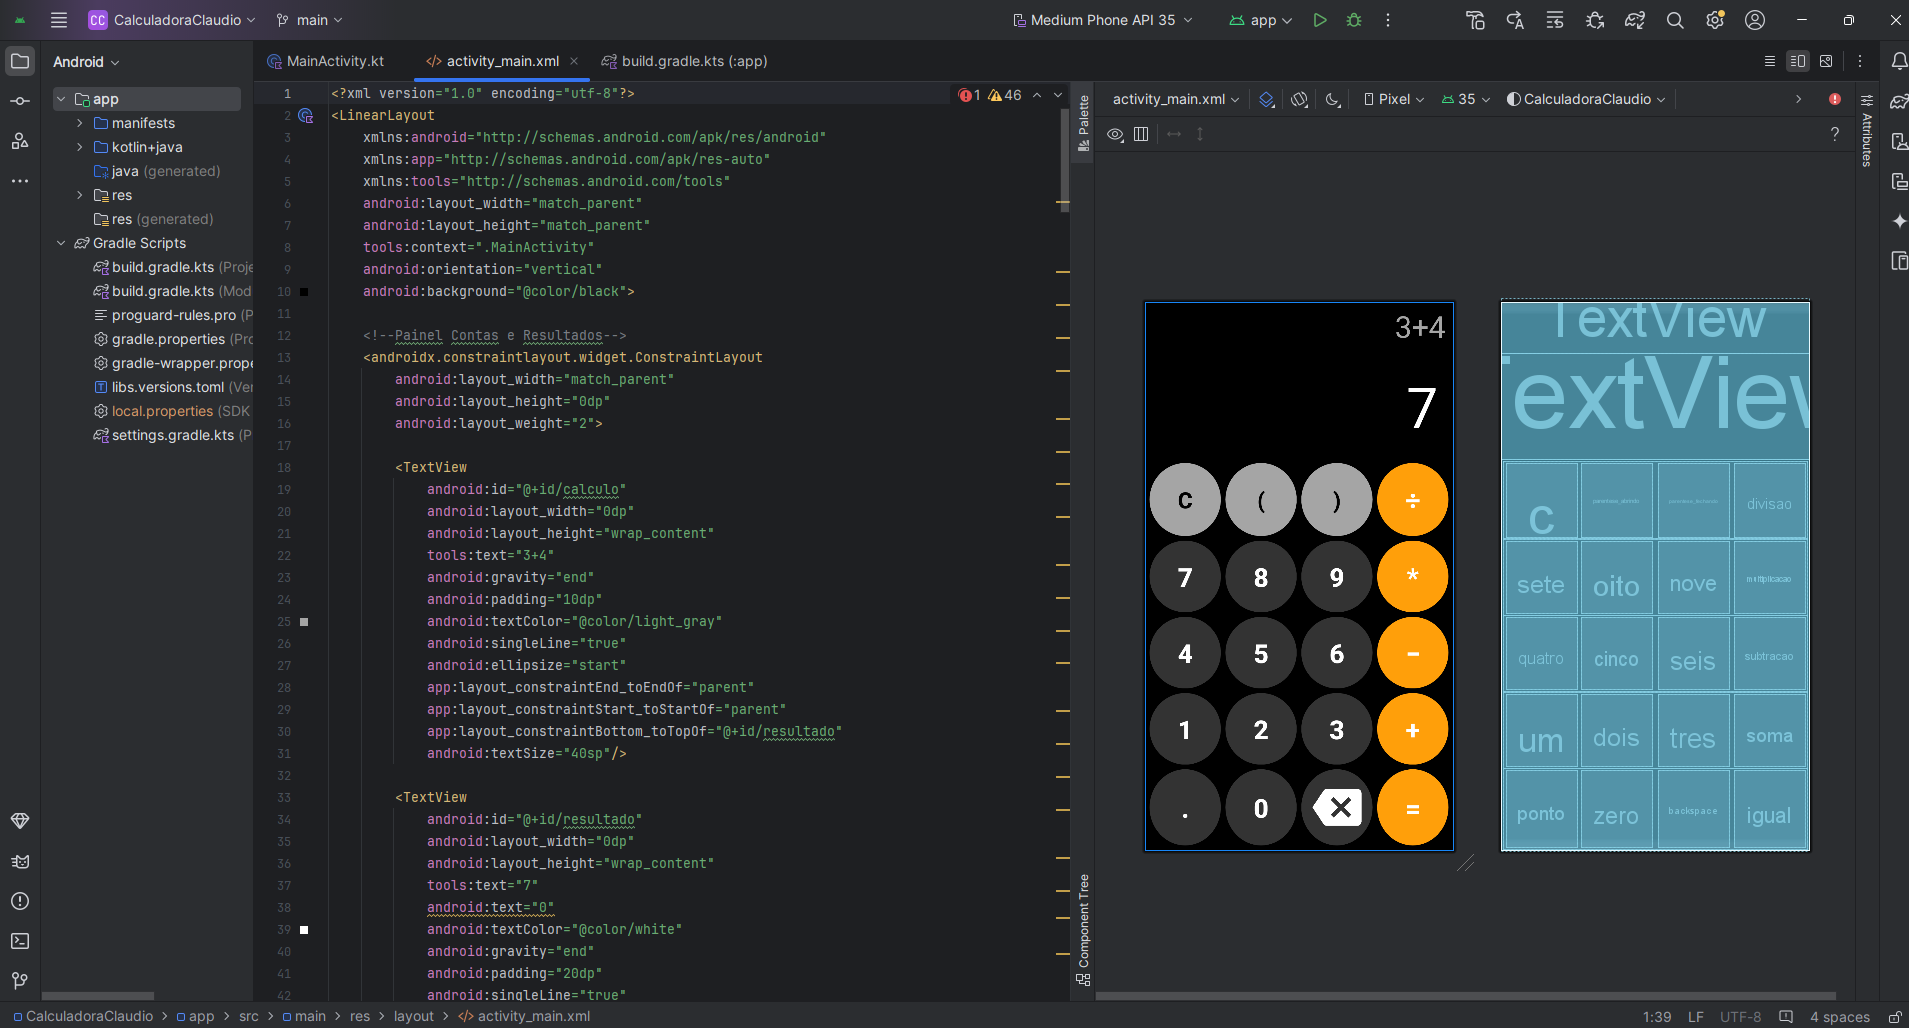 CC CalculadoraClaudio main Medium Phone API 35 app
Android
app
manifests
kotlin+java
java (generated)
res
res (generated)
Gradle Scripts
build.gradle.kts (Proje
build.gradle.kts (Mod
proguard-rules.pro (P
gradle.properties (Pro
gradle-wrapper.prope
libs.versions.toml (Ver
local.properties (SDK
settings.gradle.kts (P
MainActivity.kt activity_main.xml build.gradle.kts (:app)
1 46
1 <?xml version="1.0" encoding="utf-8"?>
2 <LinearLayout
3 xmlns:android="http://schemas.android.com/apk/res/android"
4 xmlns:app="http://schemas.android.com/apk/res-auto"
5 xmlns:tools="http://schemas.android.com/tools"
6 android:layout_width="match_parent"
7 android:layout_height="match_parent"
8 tools:context=".MainActivity"
9 android:orientation="vertical"
10 android:background="@color/black">
11
12 <!--Painel Contas e Resultados-->
13 <androidx.constraintlayout.widget.ConstraintLayout
14 android:layout_width="match_parent"
15 android:layout_height="0dp"
16 android:layout_weight="2">
17
18 <TextView
19 android:id="@+id/calculo"
20 android:layout_width="0dp"
21 android:layout_height="wrap_content"
22 tools:text="3+4"
23 android:gravity="end"
24 android:padding="10dp"
25 android:textColor="@color/light_gray"
26 android:singleLine="true"
27 android:ellipsize="start"
28 app:layout_constraintEnd_toEndOf="parent"
29 app:layout_constraintStart_toStartOf="parent"
30 app:layout_constraintBottom_toTopOf="@+id/resultado"
31 android:textSize="40sp"/>
32
33 <TextView
34 android:id="@+id/resultado"
35 android:layout_width="0dp"
36 android:layout_height="wrap_content"
37 tools:text="7"
38 android:text="0"
39 android:textColor="@color/white"
40 android:gravity="end"
41 android:padding="20dp"
42 android:singleLine="true"
Palette
Component Tree
activity_main.xml Pixel 35 CalculadoraClaudio
?
Attributes
3+4
7
C ( ) ÷
7 8 9 *
4 5 6 −
1 2 3 +
. 0 =
TextView
TextView
C divisao
sete oito nove multiplicacao
quatro cinco seis subtracao
um dois tres soma
ponto zero backspace igual
CalculadoraClaudio > app > src > main > res > layout > activity_main.xml
1:39 LF UTF-8 4 spaces